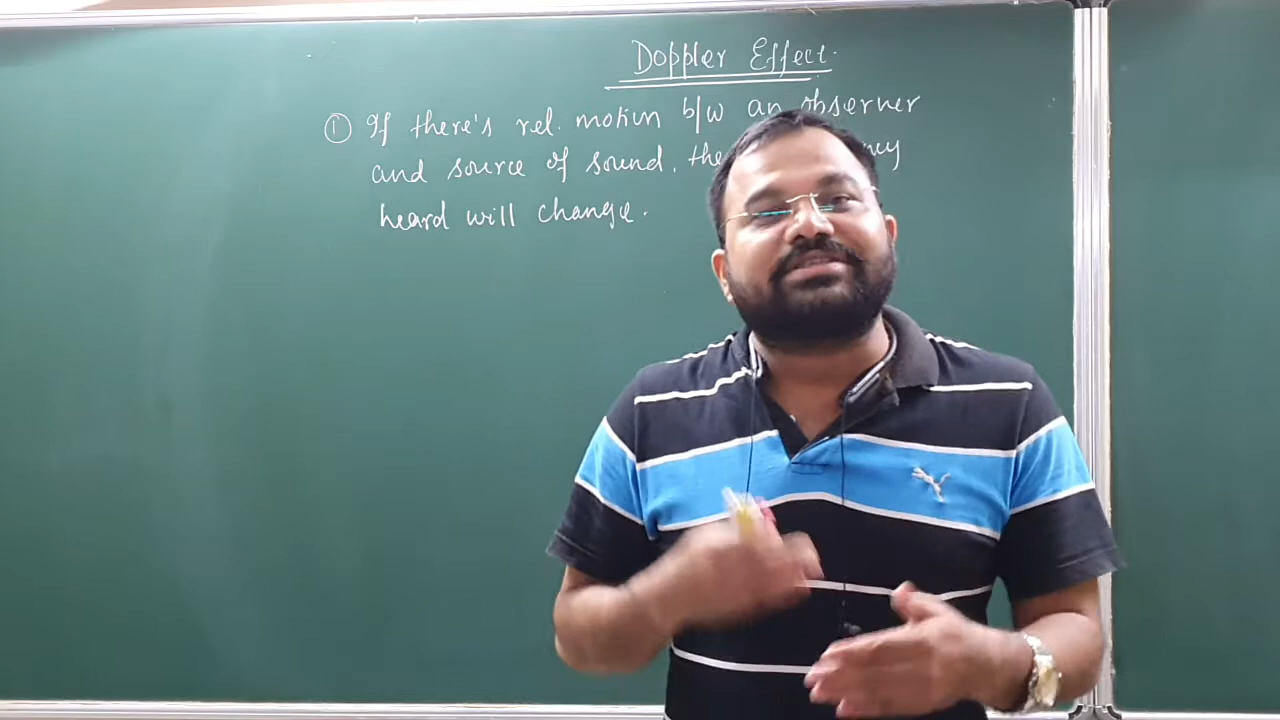 Doppler Effect.
① If there's rel. motion b/w an observer
and source of sound, the
heard will change.